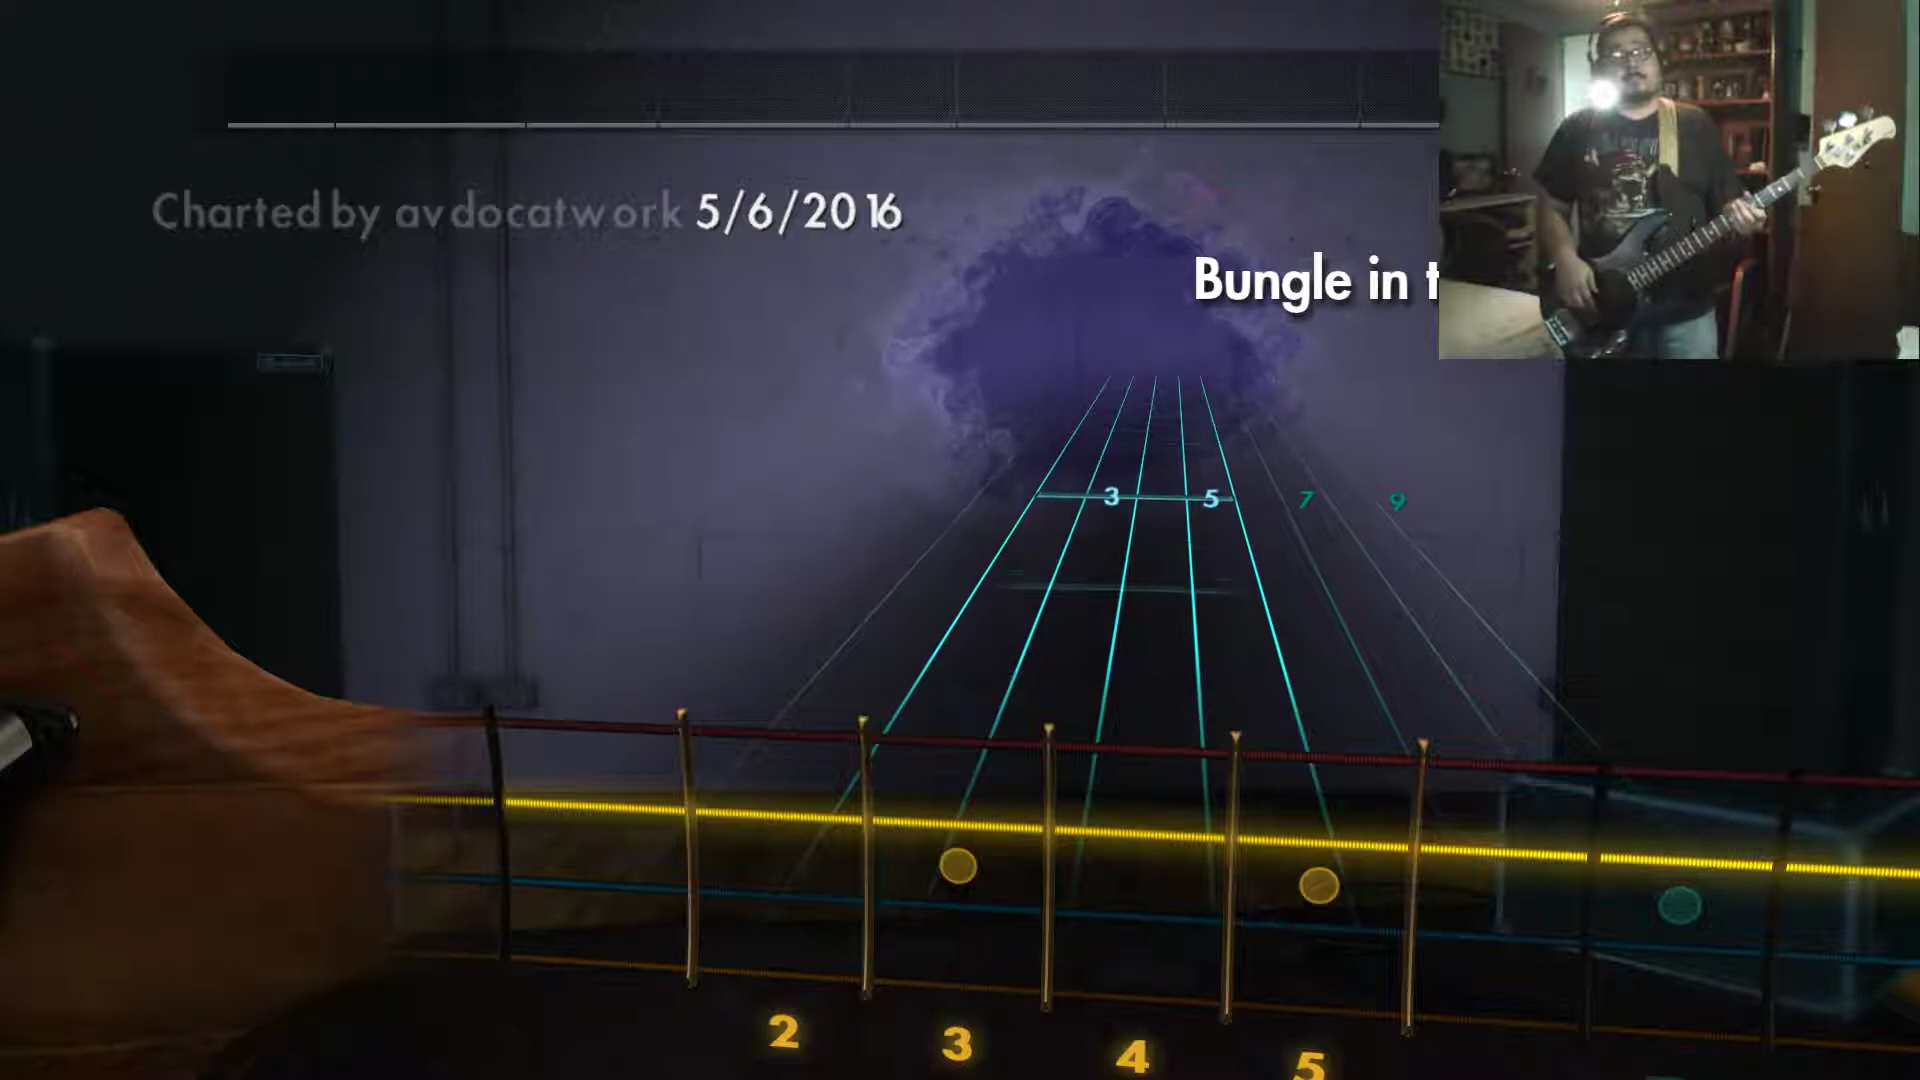 Charted by avdocatwork 5/6/2016
Bungle in t
3 5 7 9
2 3 4 5